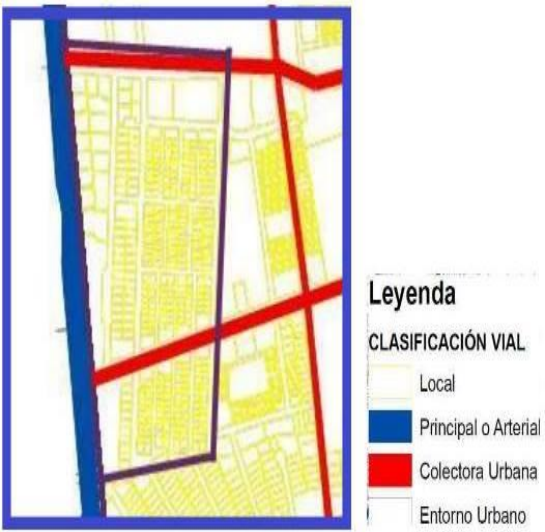 Leyenda
CLASIFICACIÓN VIAL
Local
Principal o Arterial
Colectora Urbana
Entorno Urbano